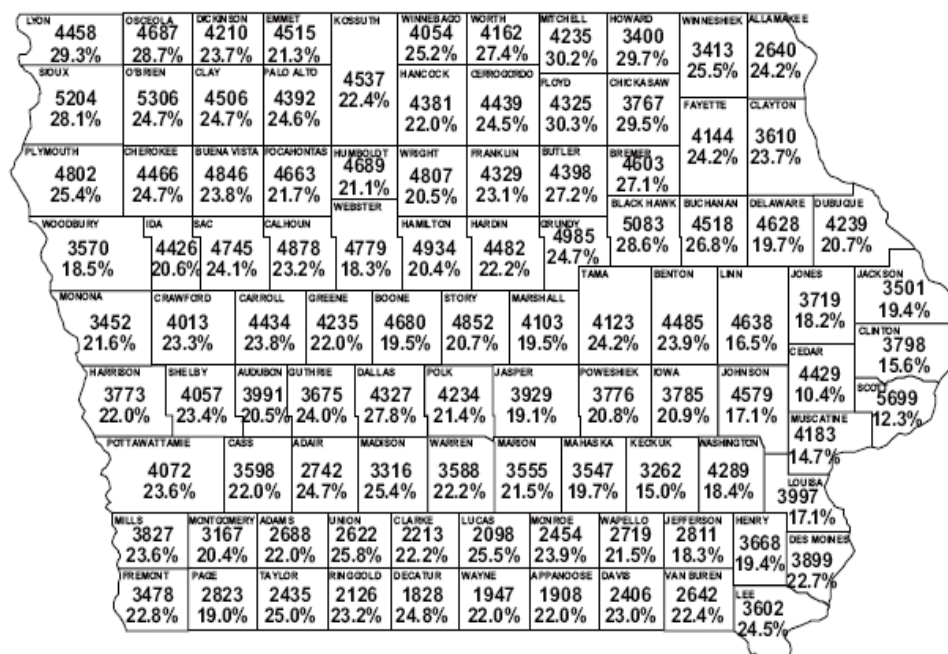 LYON
4458
29.3%
OSCEOLA
4687
28.7%
DICKINSON
4210
23.7%
EMMET
4515
21.3%
KOSSUTH
4537
22.4%
WINNEBAGO
4054
25.2%
WORTH
4162
27.4%
MITCHELL
4235
30.2%
HOWARD
3400
29.7%
WINNESHIEK
3413
25.5%
ALLAMAKEE
2640
24.2%
SIOUX
5204
28.1%
O'BRIEN
5306
24.7%
CLAY
4506
24.7%
PALO ALTO
4392
24.6%
HANCOCK
4381
22.0%
CERROGORDO
4439
24.5%
FLOYD
4325
30.3%
CHICKASAW
3767
29.5%
FAYETTE
4144
24.2%
CLAYTON
3610
23.7%
PLYMOUTH
4802
25.4%
CHEROKEE
4466
24.7%
BUENA VISTA
4846
23.8%
POCAHONTAS
4663
21.7%
HUMBOLDT
4689
21.1%
WRIGHT
4807
20.5%
FRANKLIN
4329
23.1%
BUTLER
4398
27.2%
BREMER
4603
27.1%
WOODBURY
3570
18.5%
IDA
4426
20.6%
SAC
4745
24.1%
CALHOUN
4878
23.2%
WEBSTER
4779
18.3%
HAMILTON
4934
20.4%
HARDIN
4482
22.2%
GRUNDY
4985
24.7%
BLACK HAWK
5083
28.6%
BUCHANAN
4518
26.8%
DELAWARE
4628
19.7%
DUBUQUE
4239
20.7%
MONONA
3452
21.6%
CRAWFORD
4013
23.3%
CARROLL
4434
23.8%
GREENE
4235
22.0%
BOONE
4680
19.5%
STORY
4852
20.7%
MARSHALL
4103
19.5%
TAMA
4123
24.2%
BENTON
4485
23.9%
LINN
4638
16.5%
JONES
3719
18.2%
JACKSON
3501
19.4%
CLINTON
3798
15.6%
HARRISON
3773
22.0%
SHELBY
4057
23.4%
AUDUBON
3991
20.5%
GUTHRIE
3675
24.0%
DALLAS
4327
27.8%
POLK
4234
21.4%
JASPER
3929
19.1%
POWESHIEK
3776
20.8%
IOWA
3785
20.9%
JOHNSON
4579
17.1%
CEDAR
4429
10.4%
SCOTT
5699
12.3%
MUSCATINE
4183
14.7%
POTTAWATTAMIE
4072
23.6%
CASS
3598
22.0%
ADAIR
2742
24.7%
MADISON
3316
25.4%
WARREN
3588
22.2%
MARION
3555
21.5%
MAHASKA
3547
19.7%
KEOKUK
3262
15.0%
WASHINGTON
4289
18.4%
LOUISA
3997
17.1%
MILLS
3827
23.6%
MONTGOMERY
3167
20.4%
ADAMS
2688
22.0%
UNION
2622
25.8%
CLARKE
2213
22.2%
LUCAS
2098
25.5%
MONROE
2454
23.9%
WAPELLO
2719
21.5%
JEFFERSON
2811
18.3%
HENRY
3668
19.4%
DES MOINES
3899
22.7%
FREMONT
3478
22.8%
PAGE
2823
19.0%
TAYLOR
2435
25.0%
RINGGOLD
2126
23.2%
DECATUR
1828
24.8%
WAYNE
1947
22.0%
APPANOOSE
1908
22.0%
DAVIS
2406
23.0%
VAN BUREN
2642
22.4%
LEE
3602
24.5%